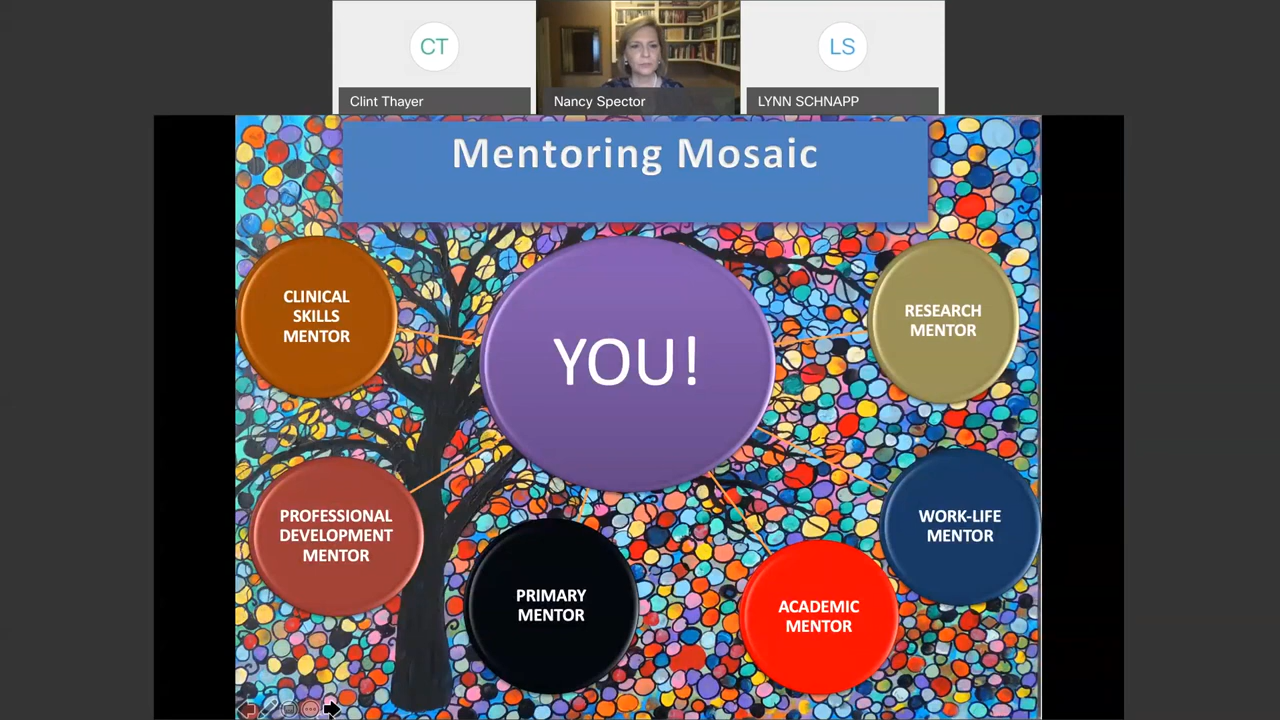 CT
LS
Clint Thayer
Nancy Spector
LYNN SCHNAPP
Mentoring Mosaic
CLINICAL
SKILLS
MENTOR
YOU!
RESEARCH
MENTOR
PROFESSIONAL
DEVELOPMENT
MENTOR
PRIMARY
MENTOR
ACADEMIC
MENTOR
WORK-LIFE
MENTOR